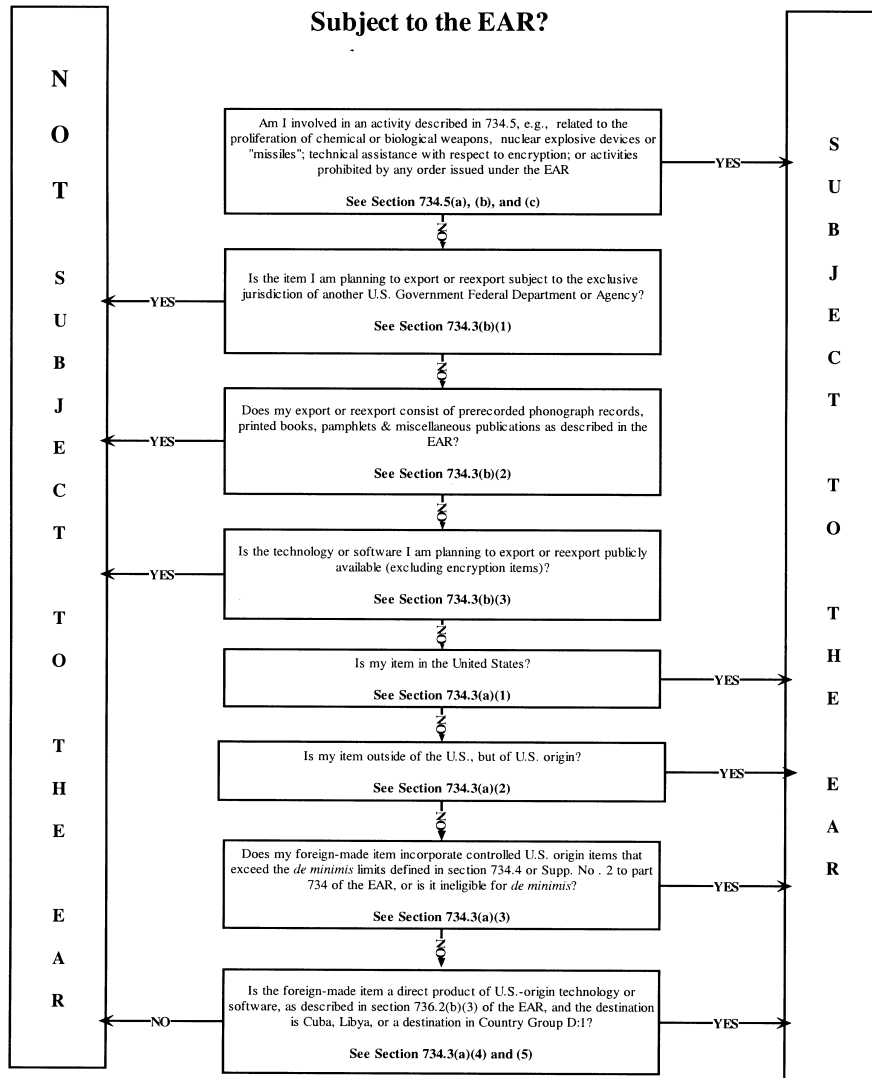 Subject to the EAR?
NOT SUBJECT TO THE EAR
SUBJECT TO THE EAR
Am I involved in an activity described in 734.5, e.g., related to the
proliferation of chemical or biological weapons, nuclear explosive devices or
"missiles"; technical assistance with respect to encryption; or activities
prohibited by any order issued under the EAR
See Section 734.5(a), (b), and (c)
YES
NO
Is the item I am planning to export or reexport subject to the exclusive
jurisdiction of another U.S. Government Federal Department or Agency?
See Section 734.3(b)(1)
YES
NO
Does my export or reexport consist of prerecorded phonograph records,
printed books, pamphlets & miscellaneous publications as described in the
EAR?
See Section 734.3(b)(2)
YES
NO
Is the technology or software I am planning to export or reexport publicly
available (excluding encryption items)?
See Section 734.3(b)(3)
YES
NO
Is my item in the United States?
See Section 734.3(a)(1)
YES
NO
Is my item outside of the U.S., but of U.S. origin?
See Section 734.3(a)(2)
YES
NO
Does my foreign-made item incorporate controlled U.S. origin items that
exceed the de minimis limits defined in section 734.4 or Supp. No . 2 to part
734 of the EAR, or is it ineligible for de minimis?
See Section 734.3(a)(3)
YES
NO
Is the foreign-made item a direct product of U.S.-origin technology or
software, as described in section 736.2(b)(3) of the EAR, and the destination
is Cuba, Libya, or a destination in Country Group D:1?
See Section 734.3(a)(4) and (5)
NO
YES